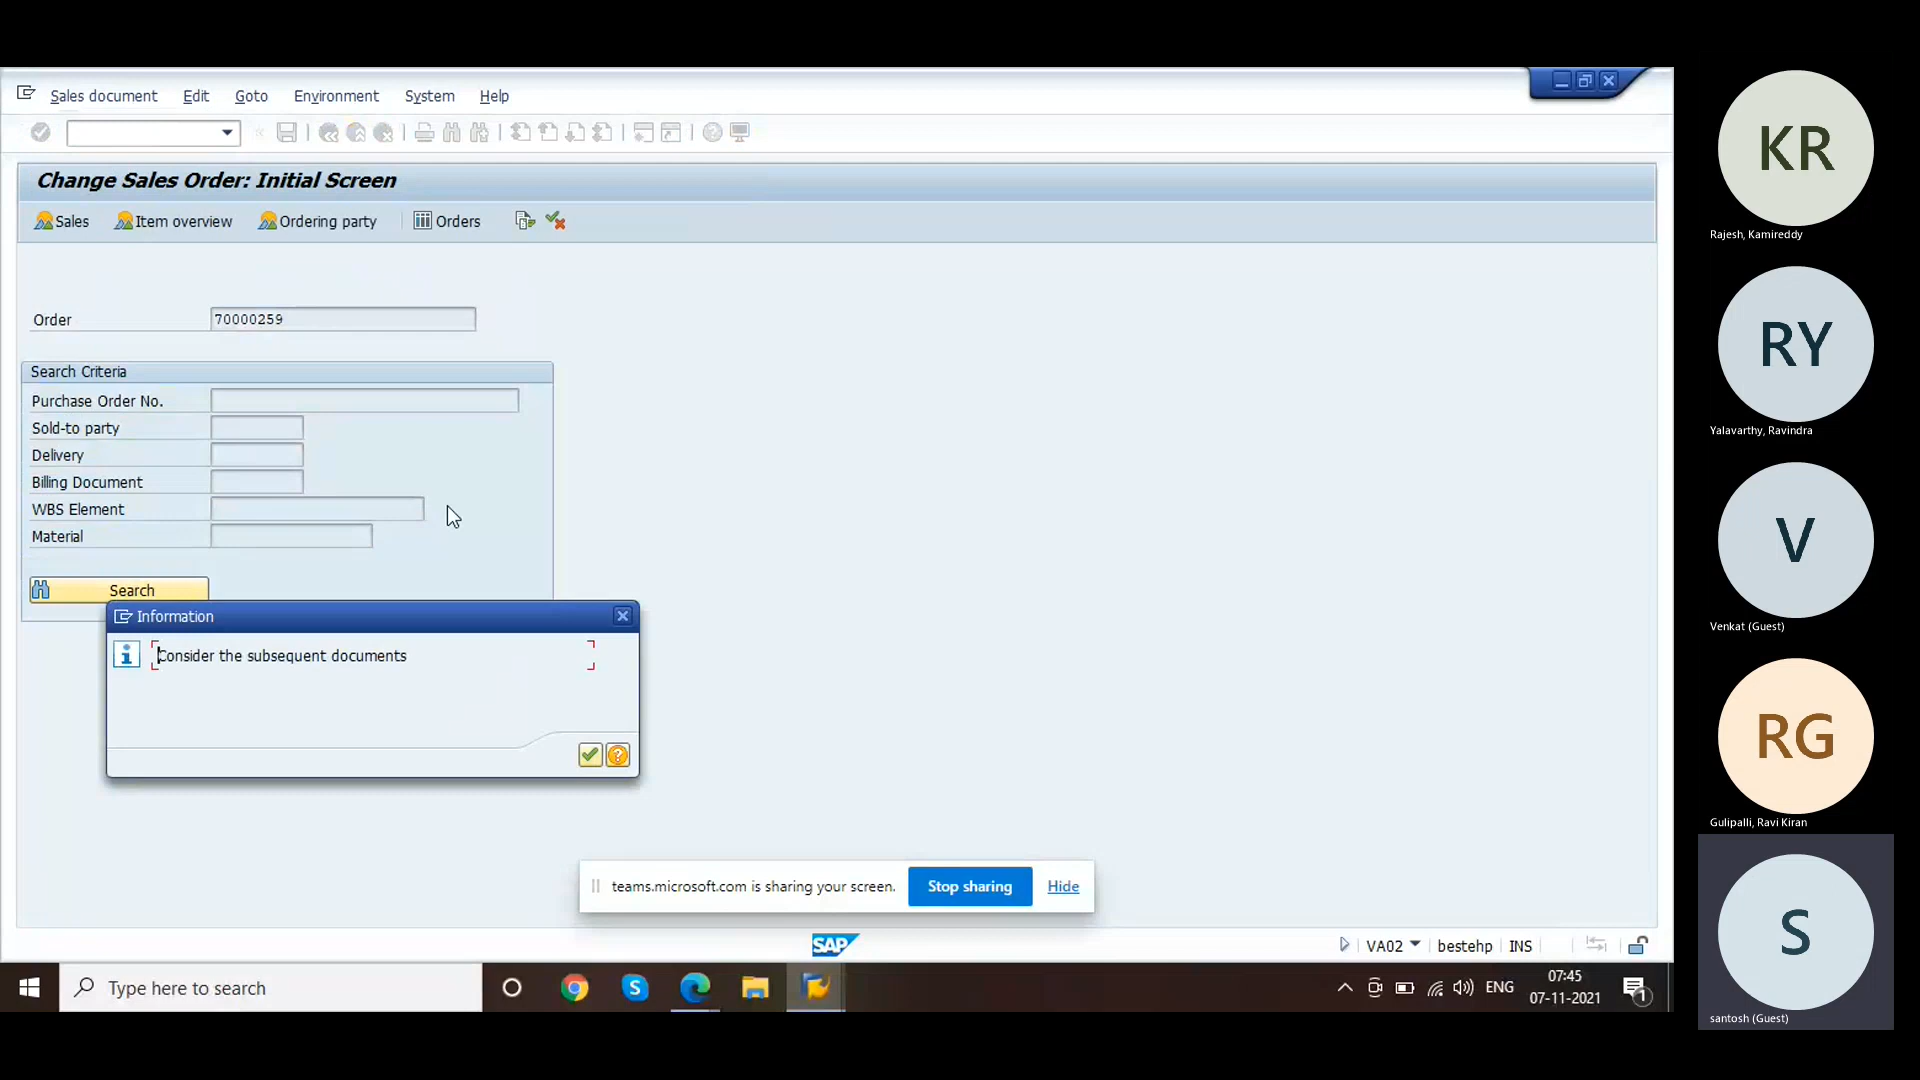 Sales document Edit Goto Environment System Help
Change Sales Order: Initial Screen
Sales Item overview Ordering party Orders
Order 70000259
Search Criteria
Purchase Order No.
Sold-to party
Delivery
Billing Document
WBS Element
Material
Search
Information
Consider the subsequent documents
teams.microsoft.com is sharing your screen. Stop sharing Hide
SAP
VA02 bestehp INS
Type here to search
S
ENG
07:45
07-11-2021
1
KR
Rajesh, Kamireddy
RY
Yalavarthy, Ravindra
V
Venkat (Guest)
RG
Gulipalli, Ravi Kiran
S
santosh (Guest)